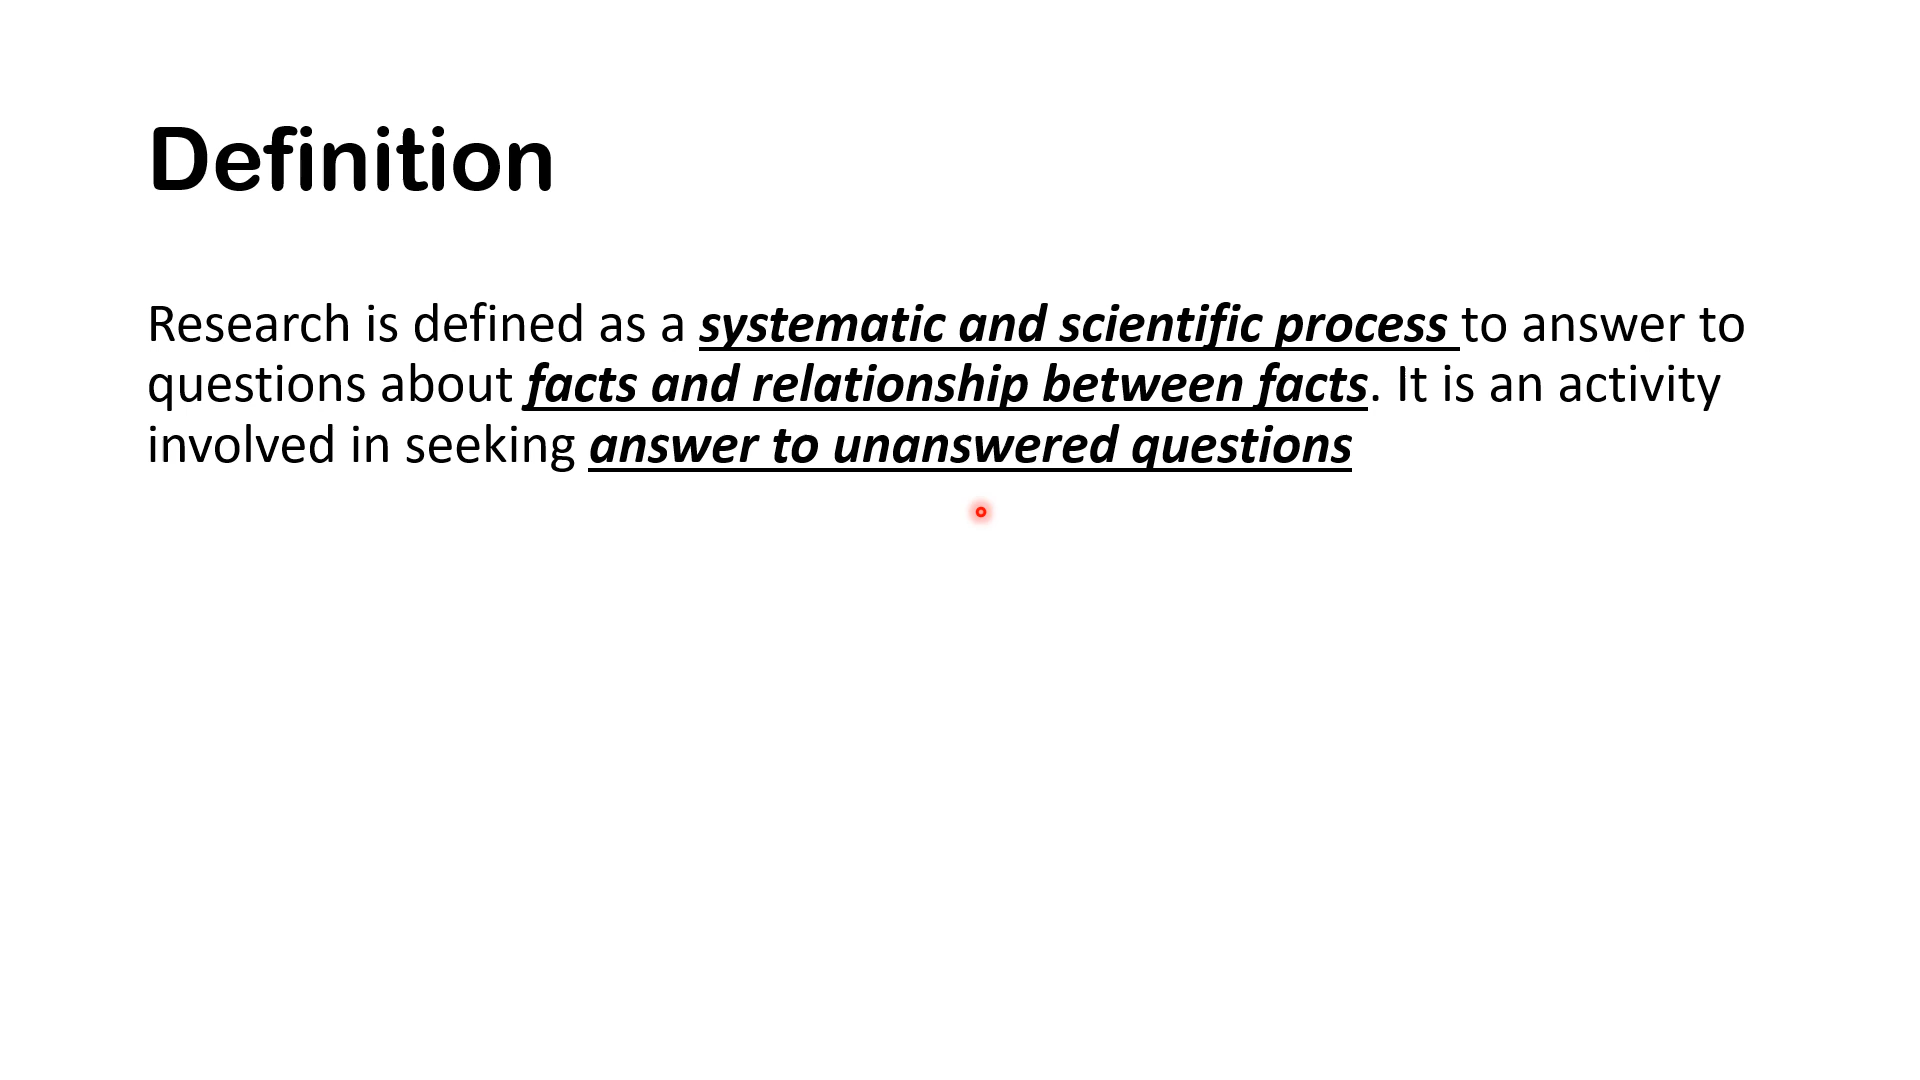 Definition
Research is defined as a systematic and scientific process to answer to
questions about facts and relationship between facts. It is an activity
involved in seeking answer to unanswered questions